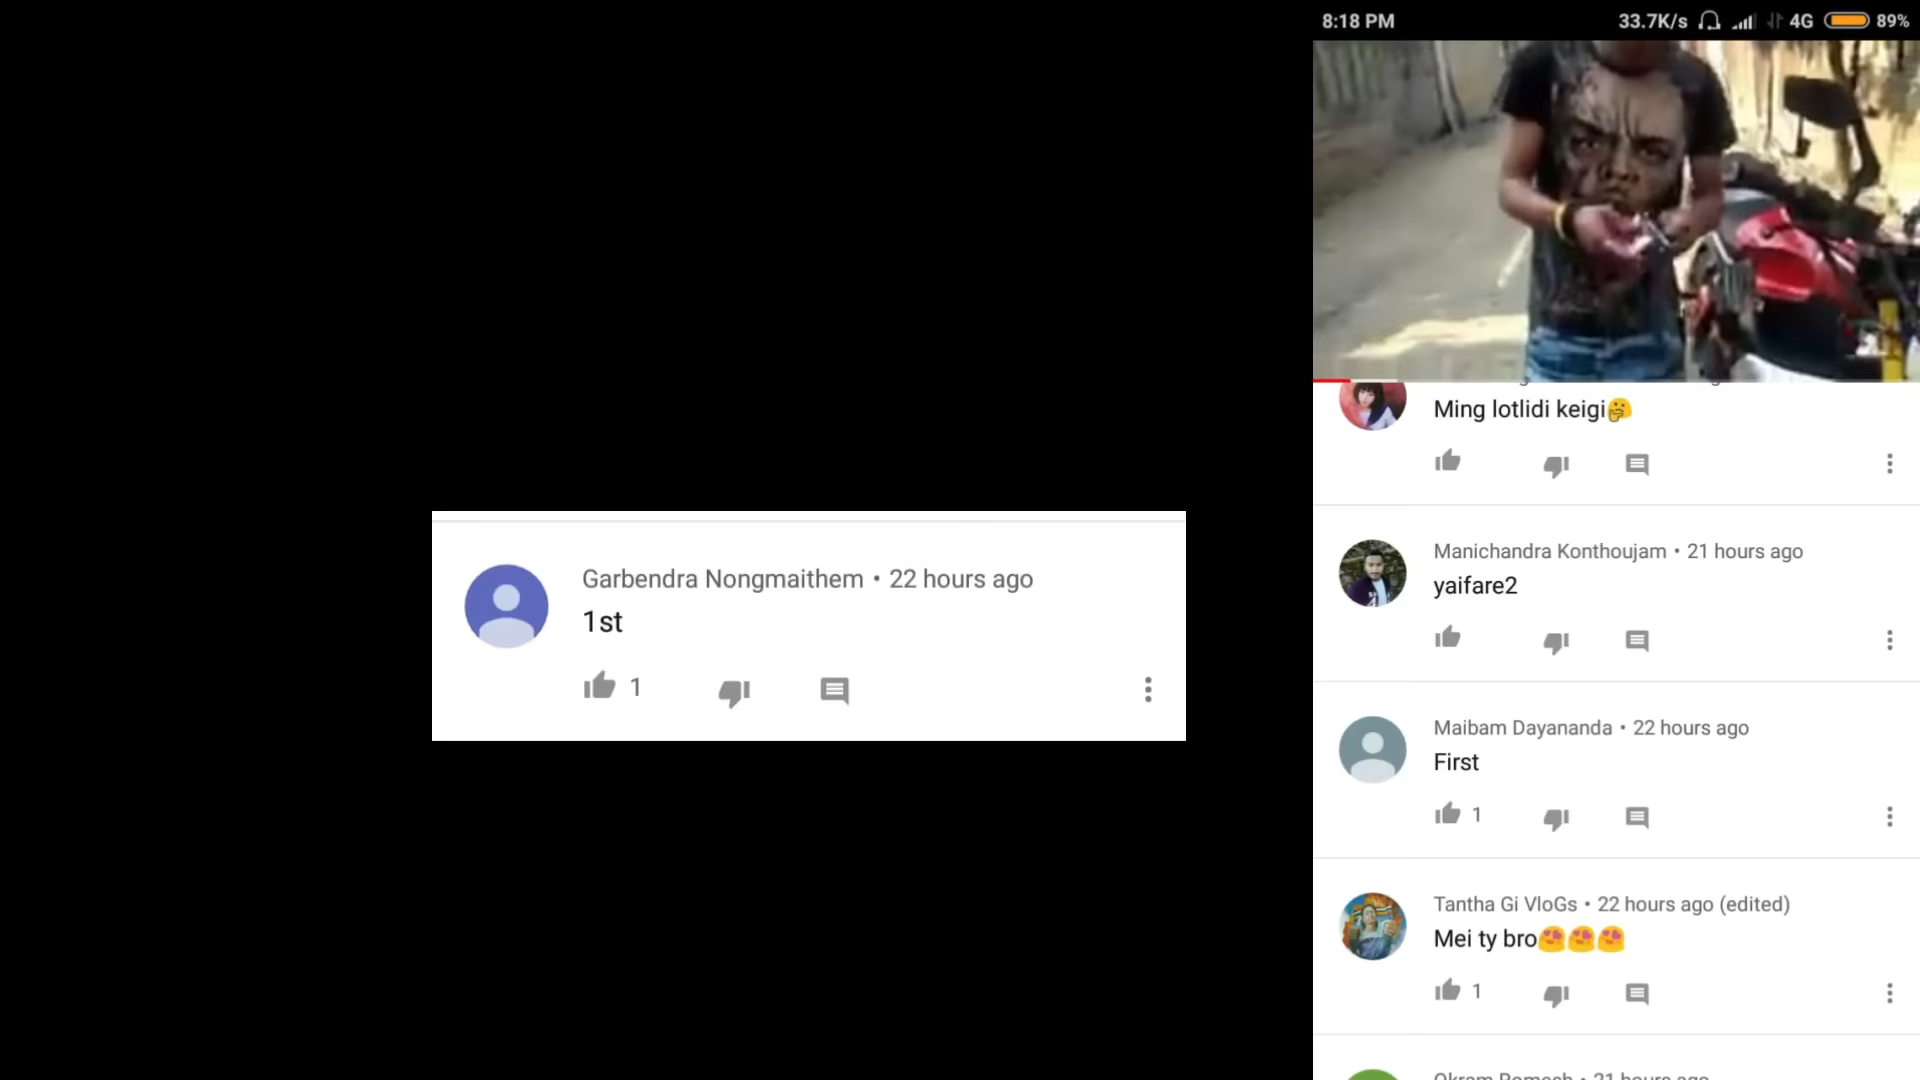 Garbendra Nongmaithem • 22 hours ago
1st
1
8:18 PM
33.7K/s 4G 89%
Ming lotlidi keigi🤔
Manichandra Konthoujam • 21 hours ago
yaifare2
Maibam Dayananda • 22 hours ago
First
1
Tantha Gi VloGs • 22 hours ago (edited)
Mei ty bro😍😍😍
1